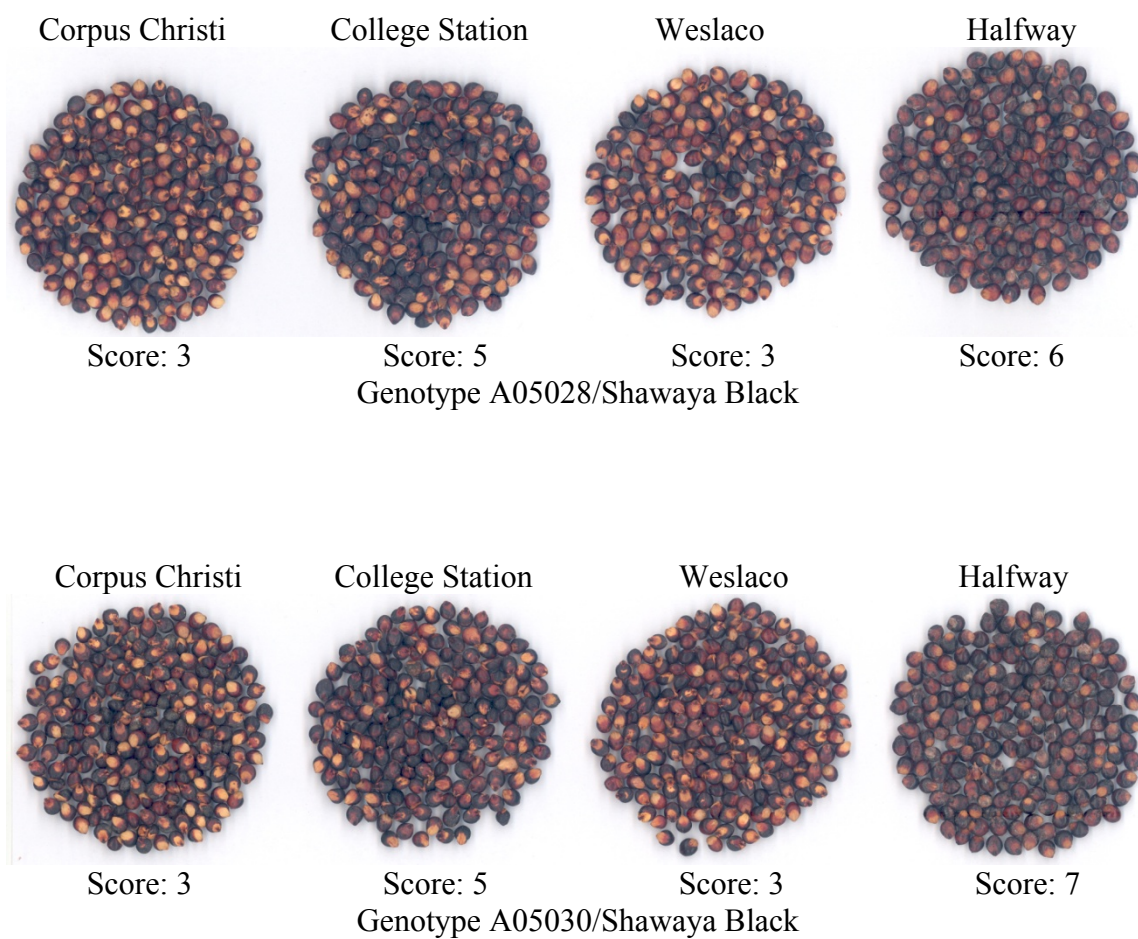 Corpus Christi College Station Weslaco Halfway
Score: 3 Score: 5 Score: 3 Score: 6
Genotype A05028/Shawaya Black
Corpus Christi College Station Weslaco Halfway
Score: 3 Score: 5 Score: 3 Score: 7
Genotype A05030/Shawaya Black